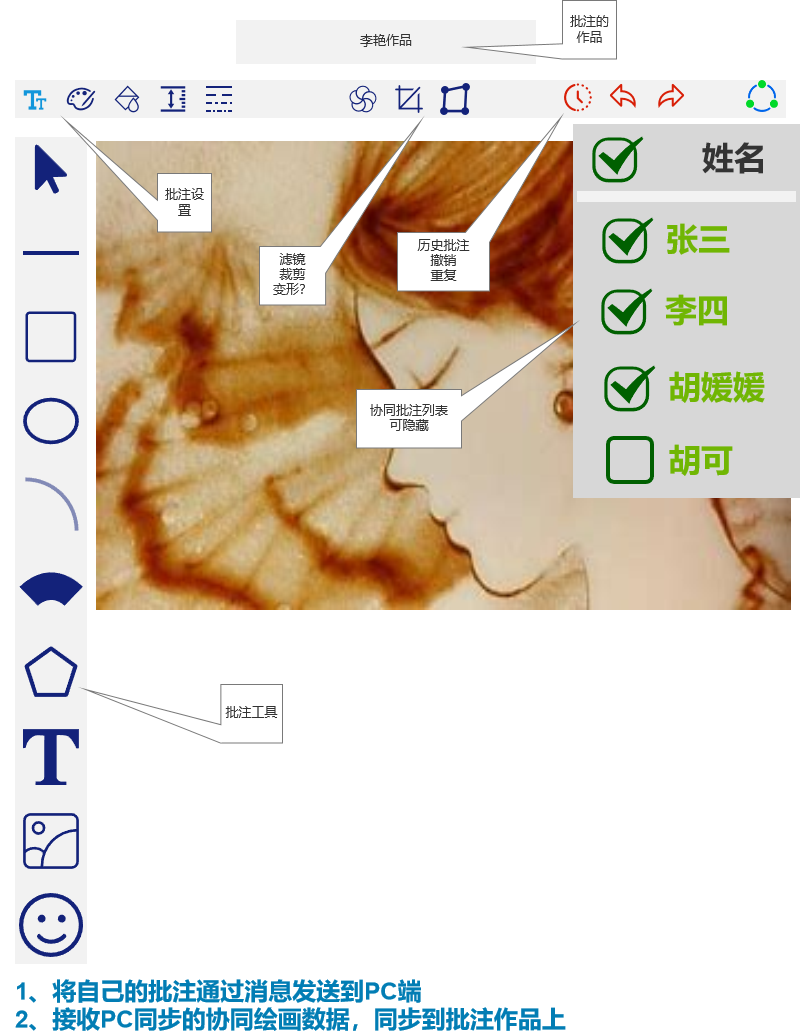 李艳作品
批注的
作品
批注设
置
滤镜
裁剪
变形?
历史批注
撤销
重复
姓名
张三
李四
胡媛媛
胡可
协同批注列表
可隐藏
批注工具
1、将自己的批注通过消息发送到PC端
2、接收PC同步的协同绘画数据，同步到批注作品上